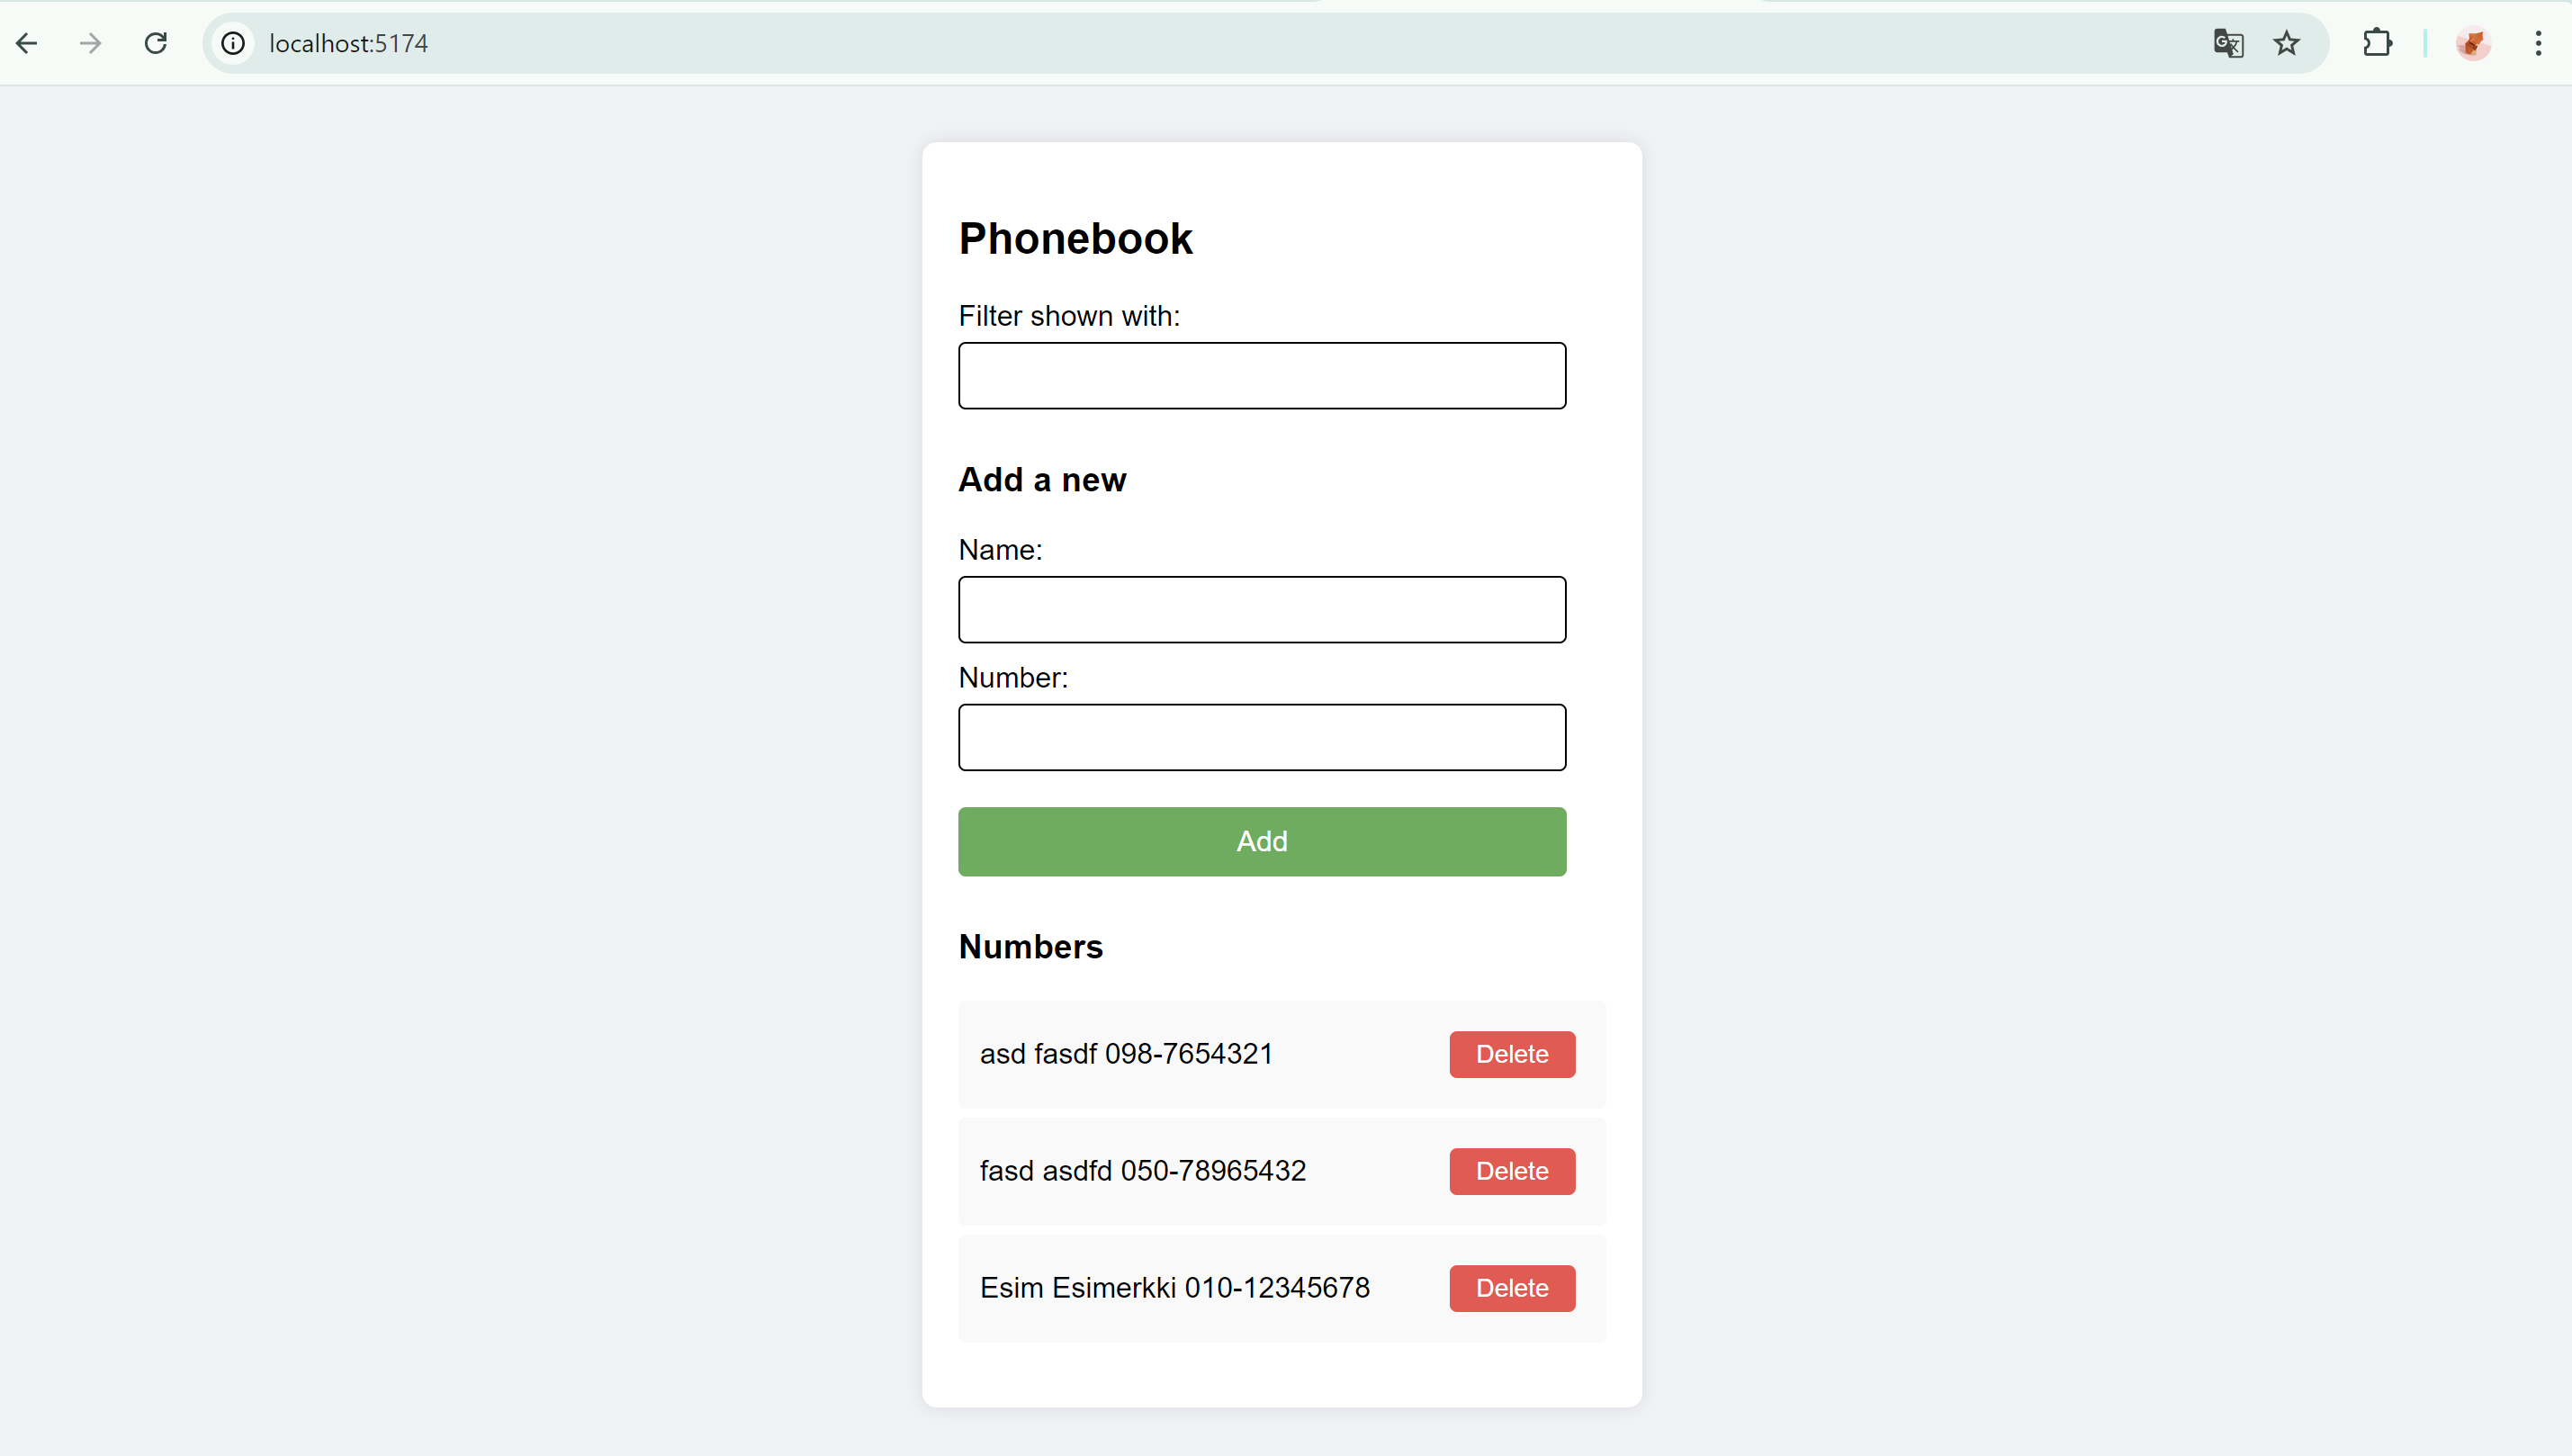 localhost:5174
Phonebook
Filter shown with:
Add a new
Name:
Number:
Add
Numbers
asd fasdf 098-7654321 Delete
fasd asdfd 050-78965432 Delete
Esim Esimerkki 010-12345678 Delete